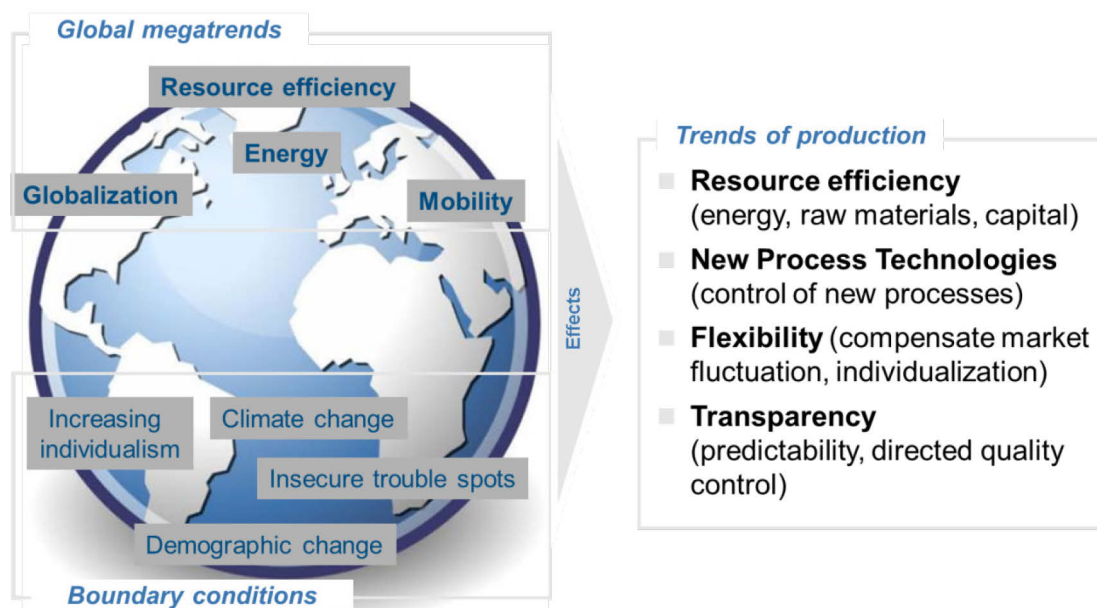 Global megatrends
Resource efficiency
Energy
Globalization
Mobility
Increasing
individualism
Climate change
Insecure trouble spots
Demographic change
Boundary conditions
Effects
Trends of production
Resource efficiency
(energy, raw materials, capital)
New Process Technologies
(control of new processes)
Flexibility (compensate market
fluctuation, individualization)
Transparency
(predictability, directed quality
control)